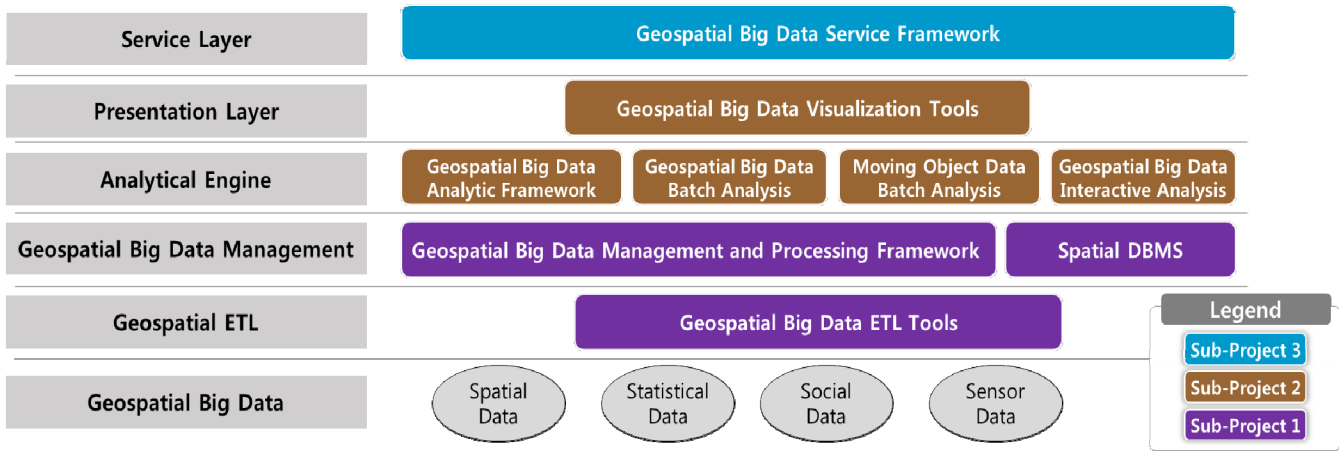 Service Layer
Geospatial Big Data Service Framework
Presentation Layer
Geospatial Big Data Visualization Tools
Analytical Engine
Geospatial Big Data
Analytic Framework
Geospatial Big Data
Batch Analysis
Moving Object Data
Batch Analysis
Geospatial Big Data
Interactive Analysis
Geospatial Big Data Management
Geospatial Big Data Management and Processing Framework
Spatial DBMS
Geospatial ETL
Geospatial Big Data ETL Tools
Geospatial Big Data
Spatial
Data
Statistical
Data
Social
Data
Sensor
Data
Legend
Sub-Project 3
Sub-Project 2
Sub-Project 1